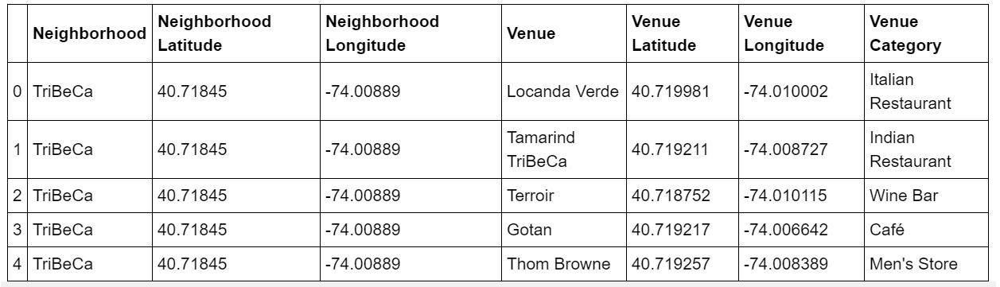 Neighborhood Neighborhood Latitude Neighborhood Longitude Venue Venue Latitude Venue Longitude Venue Category
0 TriBeCa 40.71845 -74.00889 Locanda Verde 40.719981 -74.010002 Italian Restaurant
1 TriBeCa 40.71845 -74.00889 Tamarind TriBeCa 40.719211 -74.008727 Indian Restaurant
2 TriBeCa 40.71845 -74.00889 Terroir 40.718752 -74.010115 Wine Bar
3 TriBeCa 40.71845 -74.00889 Gotan 40.719217 -74.006642 Café
4 TriBeCa 40.71845 -74.00889 Thom Browne 40.719257 -74.008389 Men's Store